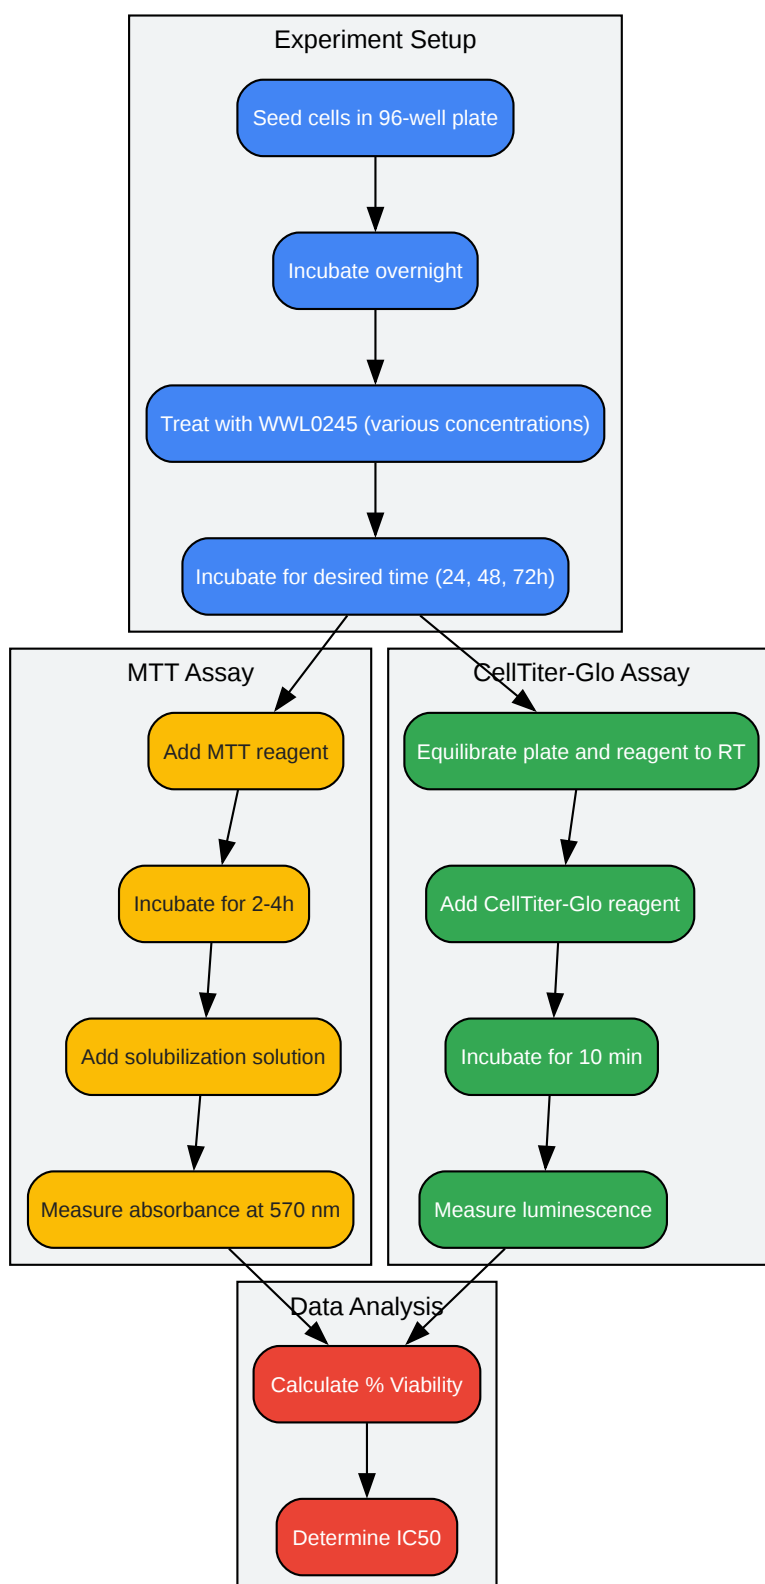 Experiment Setup
Seed cells in 96-well plate
Incubate overnight
Treat with WWL0245 (various concentrations)
Incubate for desired time (24, 48, 72h)
MTT Assay
Add MTT reagent
Incubate for 2-4h
Add solubilization solution
Measure absorbance at 570 nm
CellTiter-Glo Assay
Equilibrate plate and reagent to RT
Add CellTiter-Glo reagent
Incubate for 10 min
Measure luminescence
Data Analysis
Calculate % Viability
Determine IC50